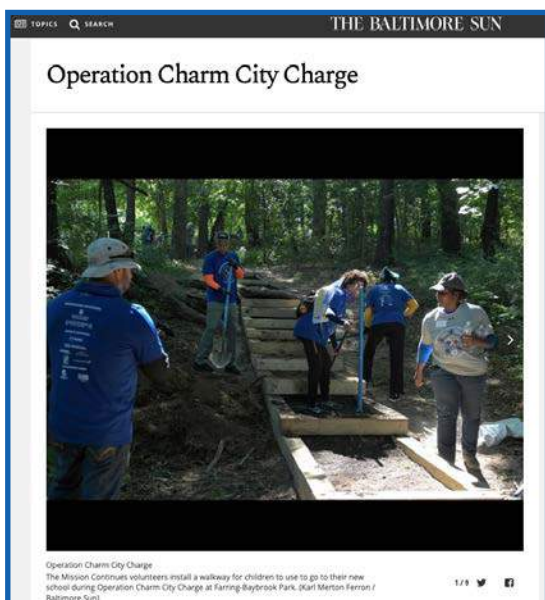 TOPICS SEARCH THE BALTIMORE SUN
Operation Charm City Charge
Operation Charm City Charge
The Mission Continues volunteers install a walkway for children to use to go to their new
school during Operation Charm City Charge at Farring-Baybrook Park. (Karl Merton Ferron /
Baltimore Sun)
1 / 9